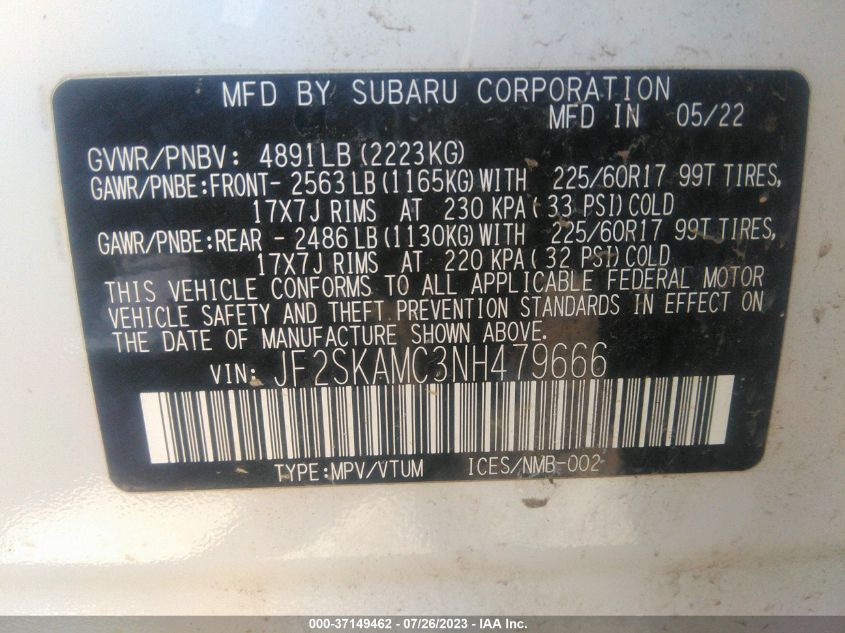 MFD BY SUBARU CORPORATION
MFD IN 05/22
GVWR/PNBV: 4891LB(2223KG)
GAWR/PNBE:FRONT- 2563LB(1165KG)WITH 225/60R17 99T TIRES,
17X7J RIMS AT 230 KPA( 33 PSI)COLD
GAWR/PNBE:REAR - 2486LB(1130KG)WITH 225/60R17 99T TIRES,
17X7J RIMS AT 220 KPA( 32 PSI)COLD
THIS VEHICLE CONFORMS TO ALL APPLICABLE FEDERAL MOTOR
VEHICLE SAFETY AND THEFT PREVENTION STANDARDS IN EFFECT ON
THE DATE OF MANUFACTURE SHOWN ABOVE.
VIN: JF2SKAMC3NH479666
TYPE:MPV/VTUM ICES/NMB-002
000-37149462 - 07/26/2023 - IAA Inc.